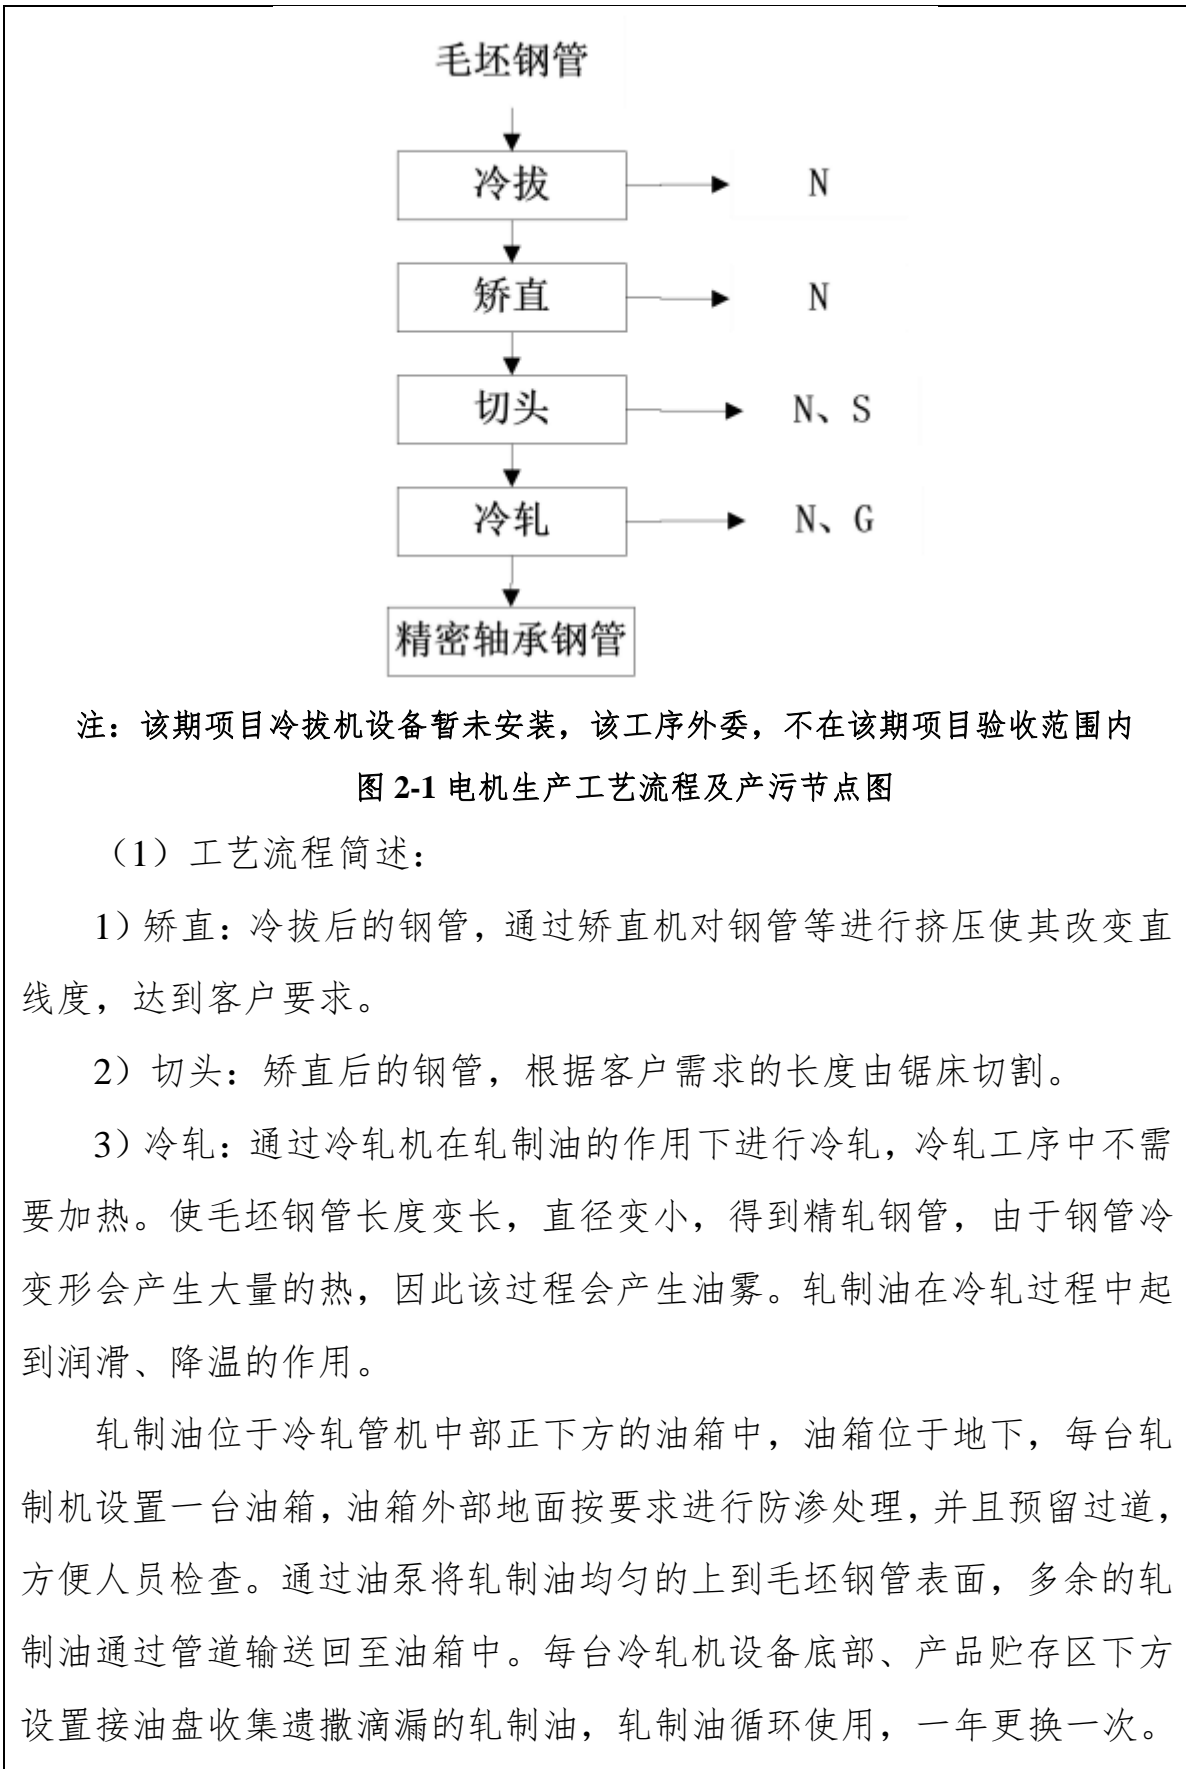 毛坯钢管
冷拔
N
矫直
N
切头
N、S
冷轧
N、G
精密轴承钢管
注：该期项目冷拔机设备暂未安装，该工序外委，不在该期项目验收范围内
图 2-1 电机生产工艺流程及产污节点图
（1）工艺流程简述：
1）矫直：冷拔后的钢管，通过矫直机对钢管等进行挤压使其改变直
线度，达到客户要求。
2）切头：矫直后的钢管，根据客户需求的长度由锯床切割。
3）冷轧：通过冷轧机在轧制油的作用下进行冷轧，冷轧工序中不需
要加热。使毛坯钢管长度变长，直径变小，得到精轧钢管，由于钢管冷
变形会产生大量的热，因此该过程会产生油雾。轧制油在冷轧过程中起
到润滑、降温的作用。
轧制油位于冷轧管机中部正下方的油箱中，油箱位于地下，每台轧
制机设置一台油箱，油箱外部地面按要求进行防渗处理，并且预留过道，
方便人员检查。通过油泵将轧制油均匀的上到毛坯钢管表面，多余的轧
制油通过管道输送回至油箱中。每台冷轧机设备底部、产品贮存区下方
设置接油盘收集遗撒滴漏的轧制油，轧制油循环使用，一年更换一次。